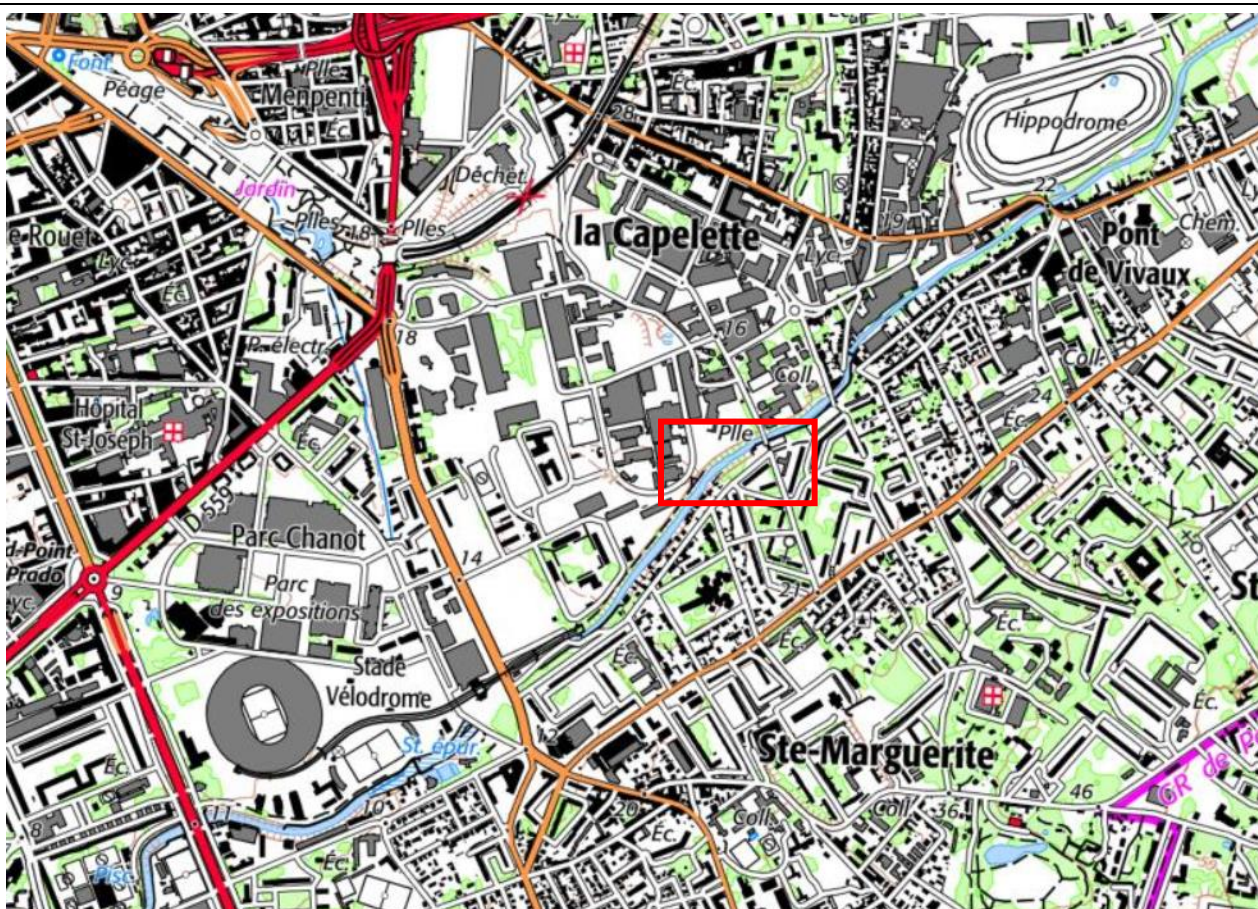 Font.
Plle
Péage
Menpenti
Éc.
Éc.
28
Hippodrome
Déchet.
Jardin
Plles
18
Plles
22
19
la Capelette
Lyc.
Pont
de Vivaux
Chem.
e Rouet
Lyc.
Éc.
16
18
P. électr.
Coll.
Coll.
24
Éc.
Hôpital
St-Joseph
Éc.
Plle
D 559
Parc Chanot
14
d-Point
Prado
yc.
9
Parc
des expositions
21
Éc.
Éc.
Éc.
Stade
Vélodrome
St. épur.
12
Éc.
Ste-Marguerite
Éc.
10
11
8
20
Éc.
Coll.
Coll.
36
46
GR de
Pisc.
Éc.
59